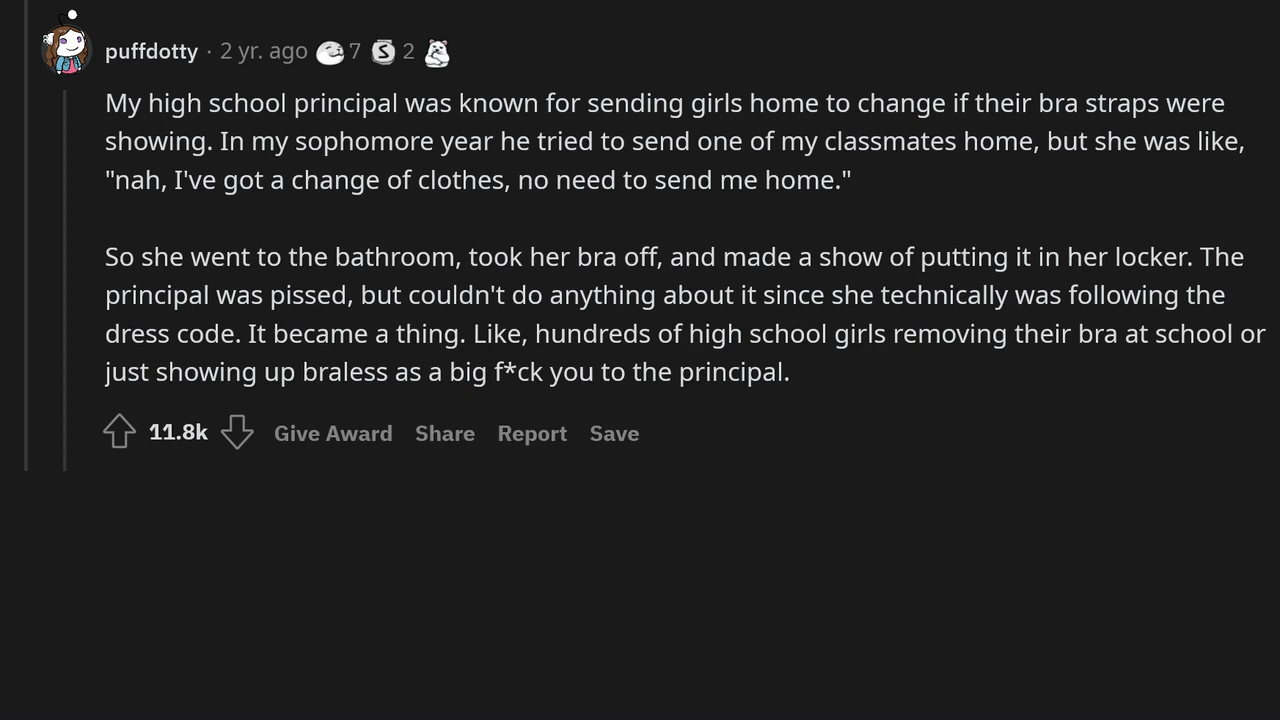 puffdotty · 2 yr. ago 7 S 2
My high school principal was known for sending girls home to change if their bra straps were
showing. In my sophomore year he tried to send one of my classmates home, but she was like,
"nah, I've got a change of clothes, no need to send me home."
So she went to the bathroom, took her bra off, and made a show of putting it in her locker. The
principal was pissed, but couldn't do anything about it since she technically was following the
dress code. It became a thing. Like, hundreds of high school girls removing their bra at school or
just showing up braless as a big f*ck you to the principal.
11.8k Give Award Share Report Save